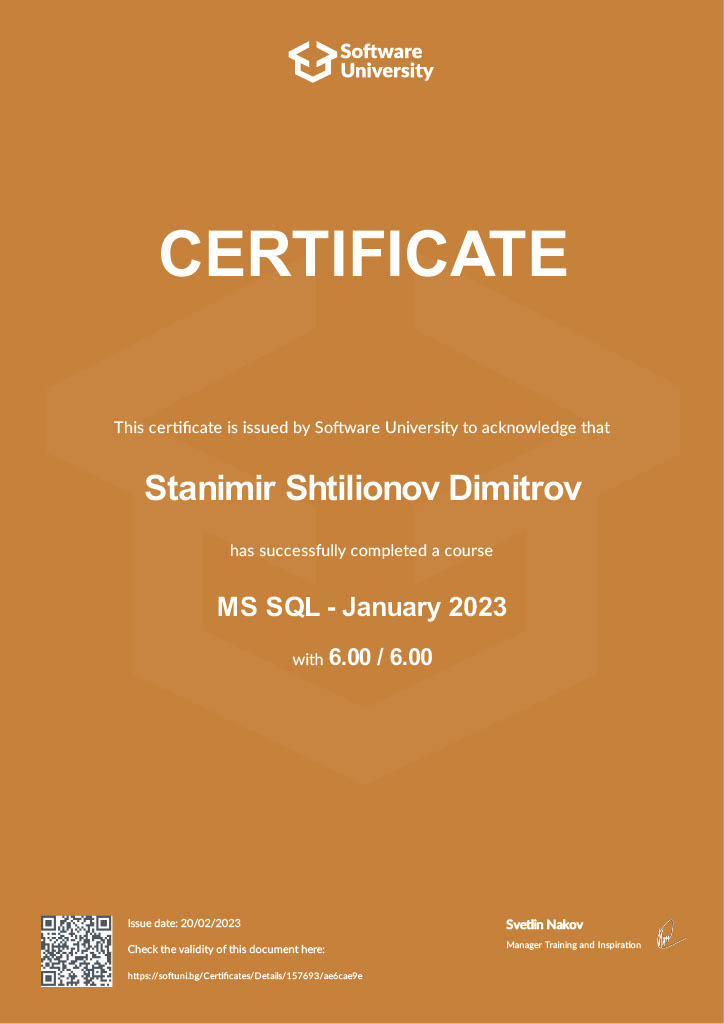 Software
University
CERTIFICATE
This certificate is issued by Software University to acknowledge that
Stanimir Shtilionov Dimitrov
has successfully completed a course
MS SQL - January 2023
with 6.00 / 6.00
Issue date: 20/02/2023
Check the validity of this document here:
https://softuni.bg/Certificates/Details/157693/ae6cae9e
Svetlin Nakov
Manager Training and Inspiration